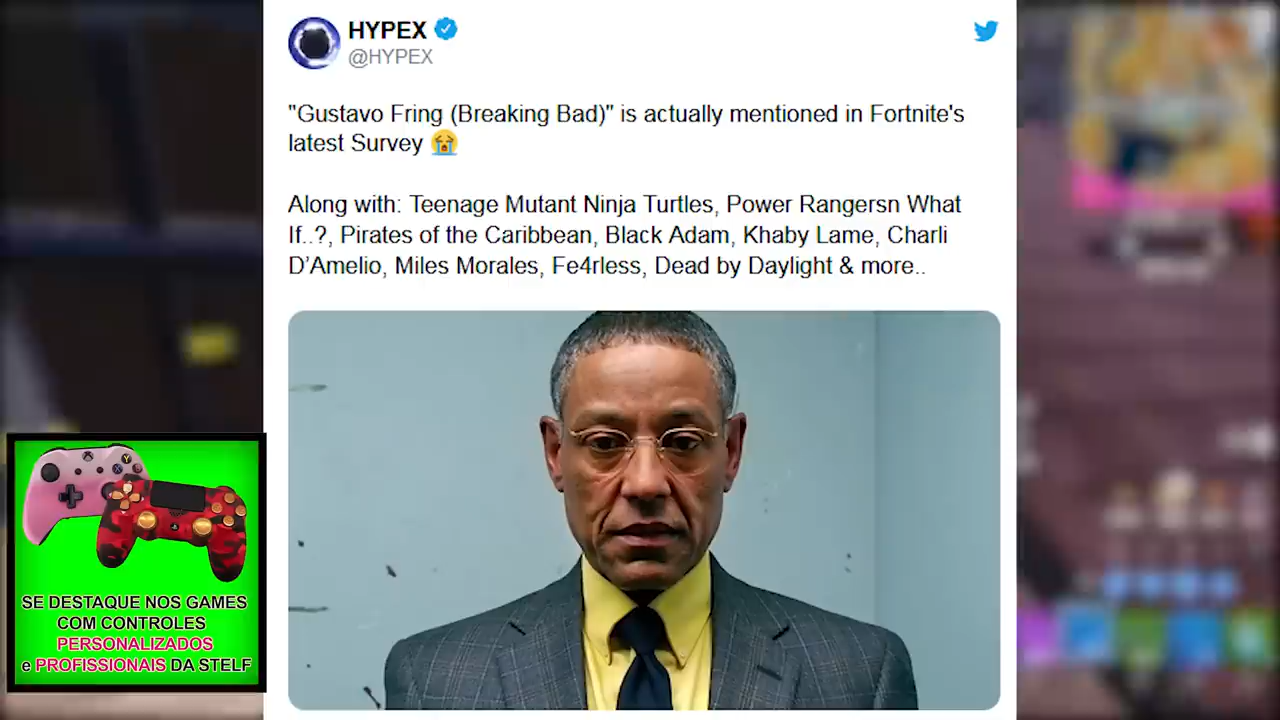 HYPEX
@HYPEX
"Gustavo Fring (Breaking Bad)" is actually mentioned in Fortnite's
latest Survey 😭
Along with: Teenage Mutant Ninja Turtles, Power Rangersn What
If..?, Pirates of the Caribbean, Black Adam, Khaby Lame, Charli
D’Amelio, Miles Morales, Fe4rless, Dead by Daylight & more..
SE DESTAQUE NOS GAMES
COM CONTROLES
PERSONALIZADOS
e PROFISSIONAIS DA STELF